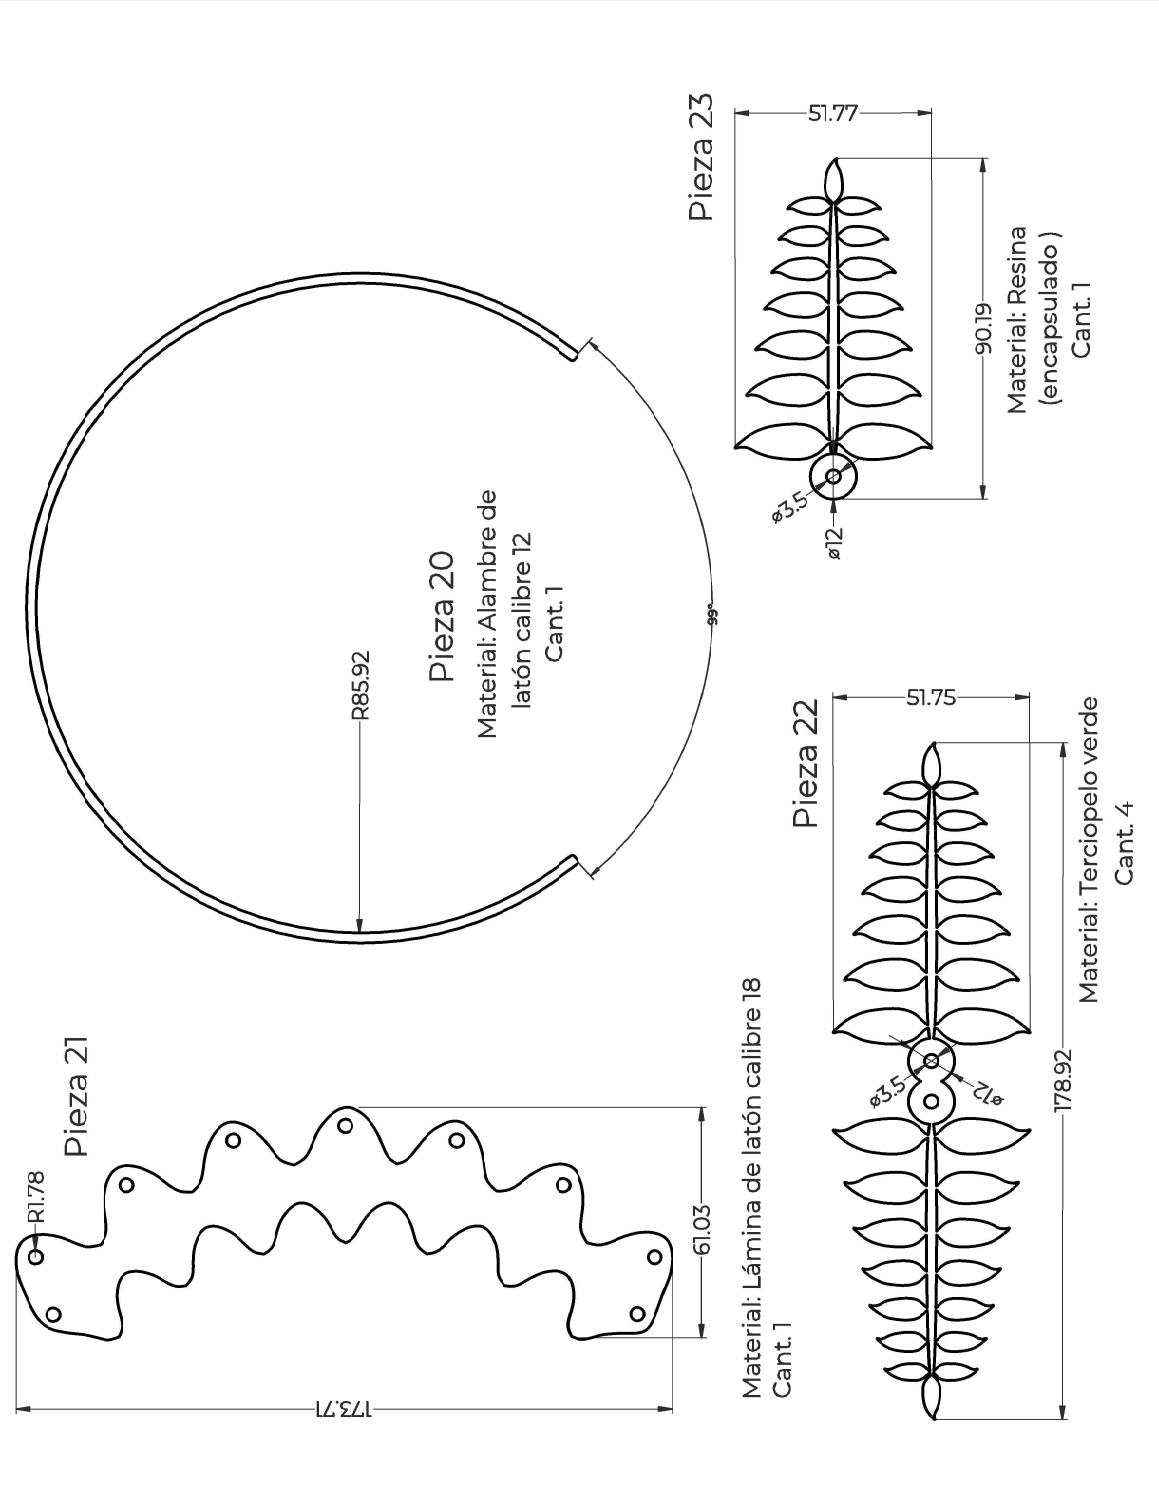 Pieza 21
R1.78
173.71
61.03
Material: Lámina de latón calibre 18
Cant. 1
Pieza 20
Material: Alambre de
latón calibre 12
Cant. 1
R85.92
99°
Pieza 22
51.75
ø3.5
ø12
178.92
Material: Terciopelo verde
Cant. 4
Pieza 23
51.77
90.19
ø3.5
ø12
Material: Resina
(encapsulado )
Cant. 1